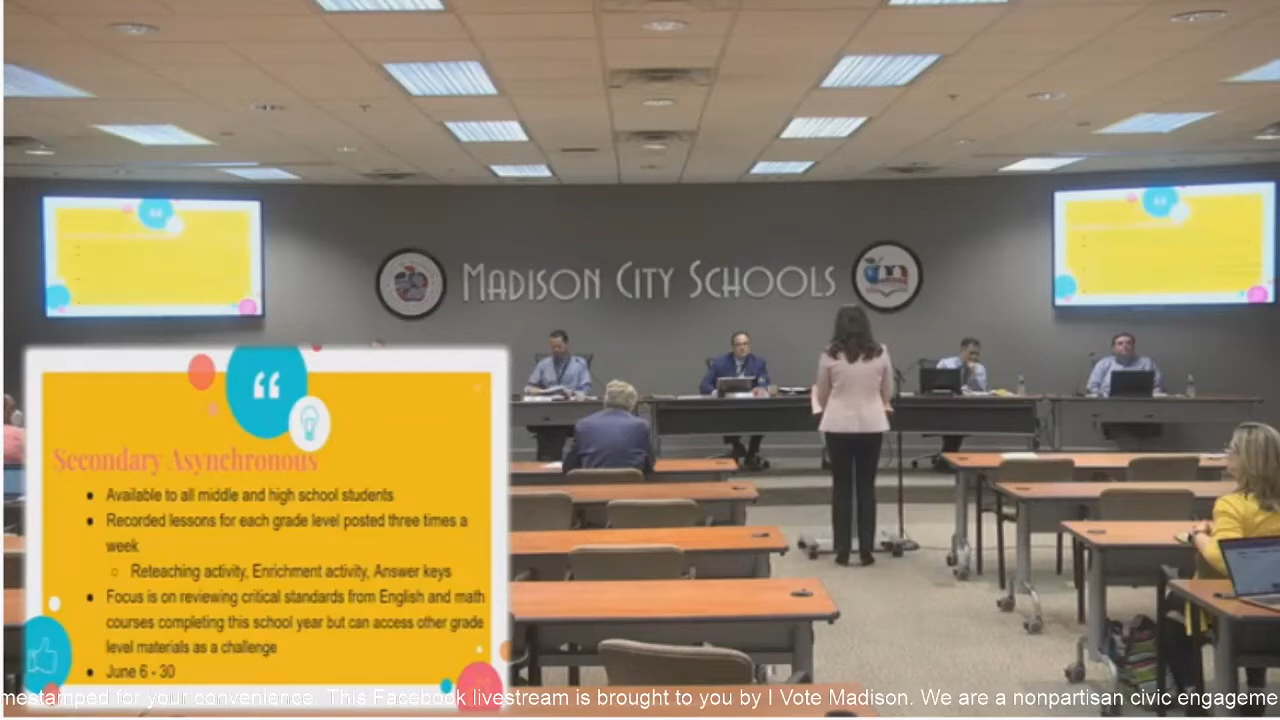 MADISON CITY SCHOOLS
Secondary Asynchronous
● Available to all middle and high school students
● Recorded lessons for each grade level posted three times a
week
○ Reteaching activity, Enrichment activity, Answer keys
● Focus is on reviewing critical standards from English and math
courses completing this school year but can access other grade
level materials as a challenge
● June 6 - 30
mestamped for your convenience. This Facebook livestream is brought to you by I Vote Madison. We are a nonpartisan civic engageme